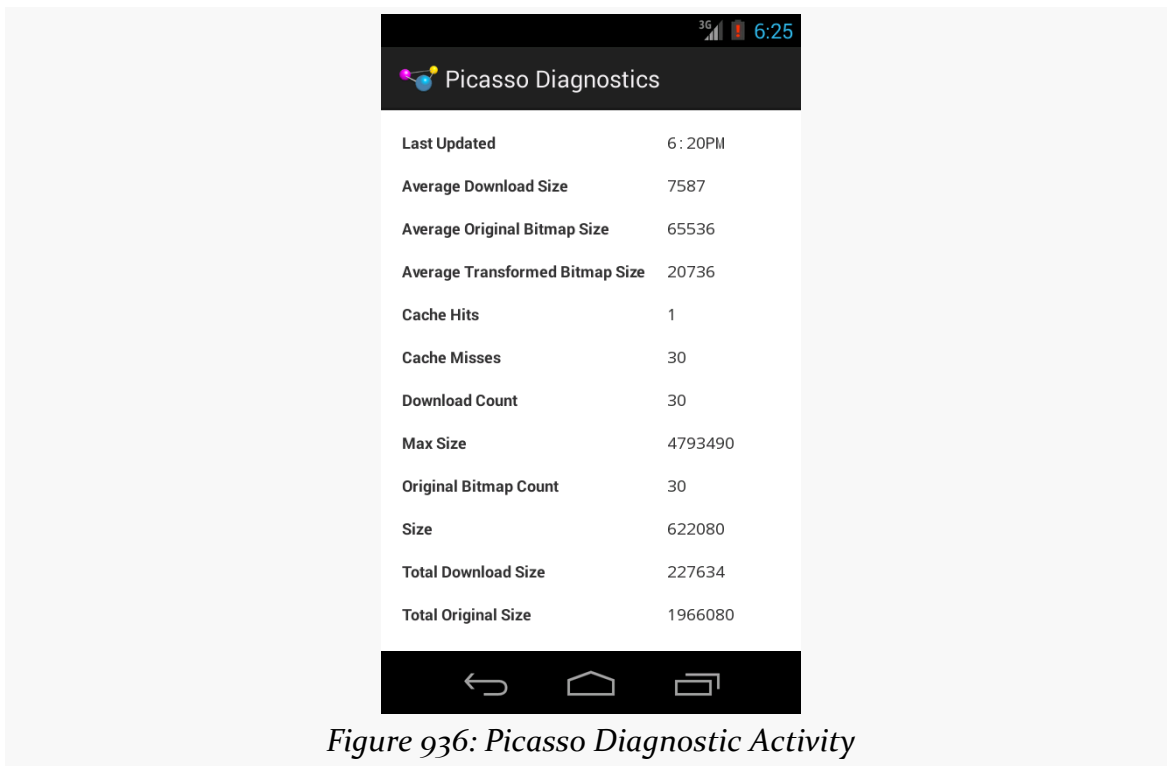 3G 6:25
Picasso Diagnostics
Last Updated 6:20PM
Average Download Size 7587
Average Original Bitmap Size 65536
Average Transformed Bitmap Size 20736
Cache Hits 1
Cache Misses 30
Download Count 30
Max Size 4793490
Original Bitmap Count 30
Size 622080
Total Download Size 227634
Total Original Size 1966080
Figure 936: Picasso Diagnostic Activity